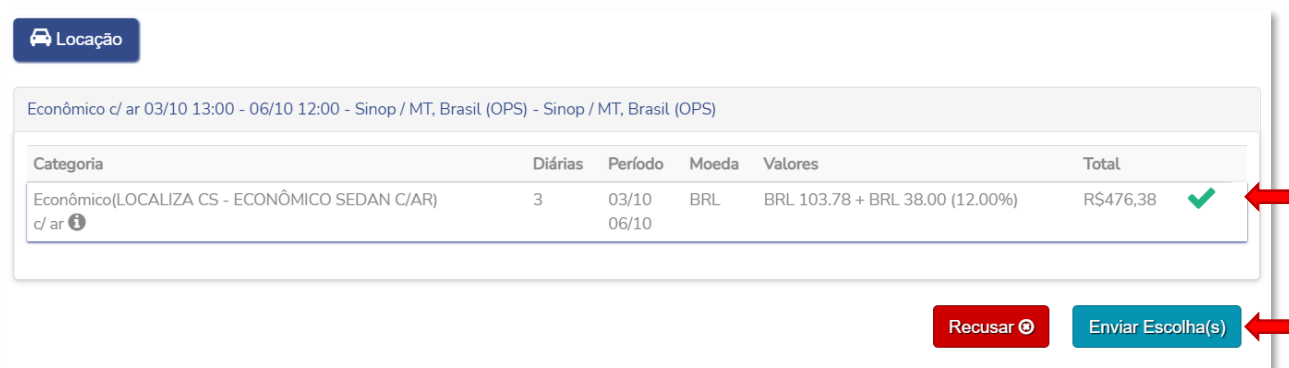 Locação
Econômico c/ ar 03/10 13:00 - 06/10 12:00 - Sinop / MT, Brasil (OPS) - Sinop / MT, Brasil (OPS)
Categoria Diárias Período Moeda Valores Total
Econômico(LOCALIZA CS - ECONÔMICO SEDAN C/AR) 3 03/10 BRL BRL 103.78 + BRL 38.00 (12.00%) R$476,38
c/ ar 06/10
Recusar Enviar Escolha(s)